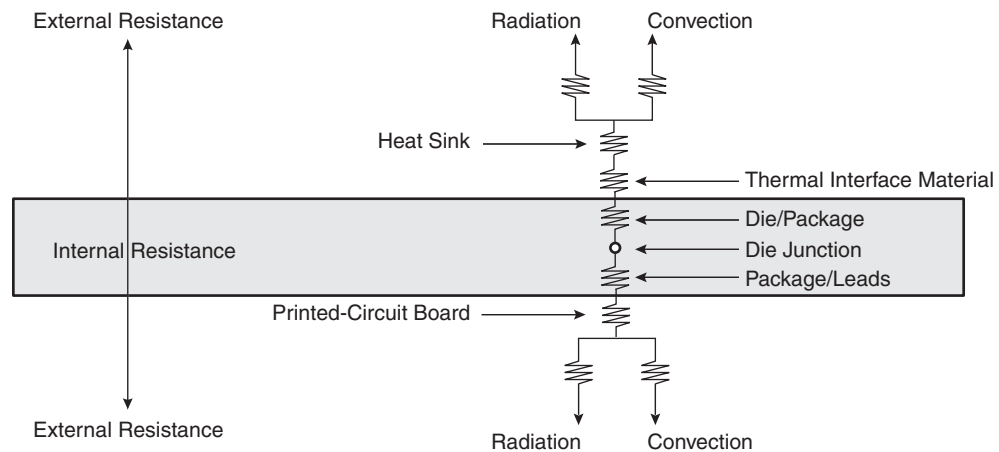 External Resistance
Radiation
Convection
Heat Sink
Thermal Interface Material
Die/Package
Internal Resistance
Die Junction
Package/Leads
Printed-Circuit Board
External Resistance
Radiation
Convection